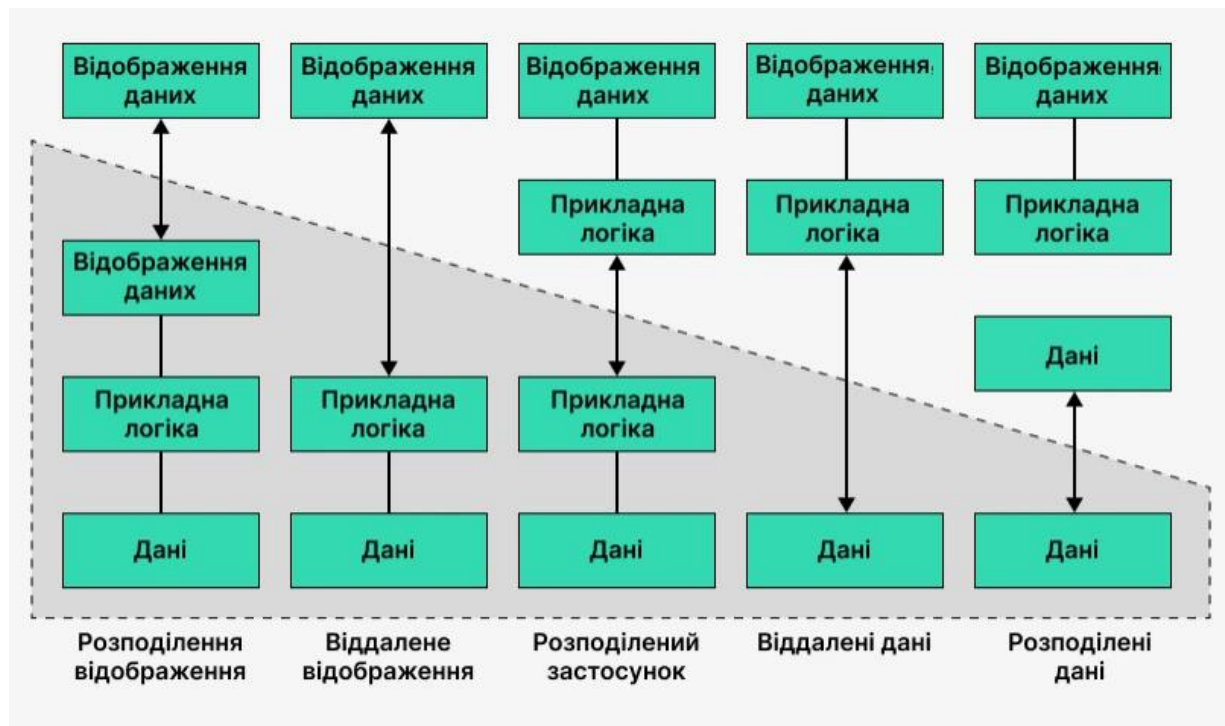 Відображення
даних
Відображення
даних
Відображення
даних
Відображення,
даних
Відображення,
даних
Прикладна
логіка
Прикладна
логіка
Прикладна
логіка
Відображення
даних
Дані
Прикладна
логіка
Прикладна
логіка
Прикладна
логіка
Дані
Дані
Дані
Дані
Дані
Розподілення
відображення
Віддалене
відображення
Розподілений
застосунок
Віддалені дані
Розподілені
дані